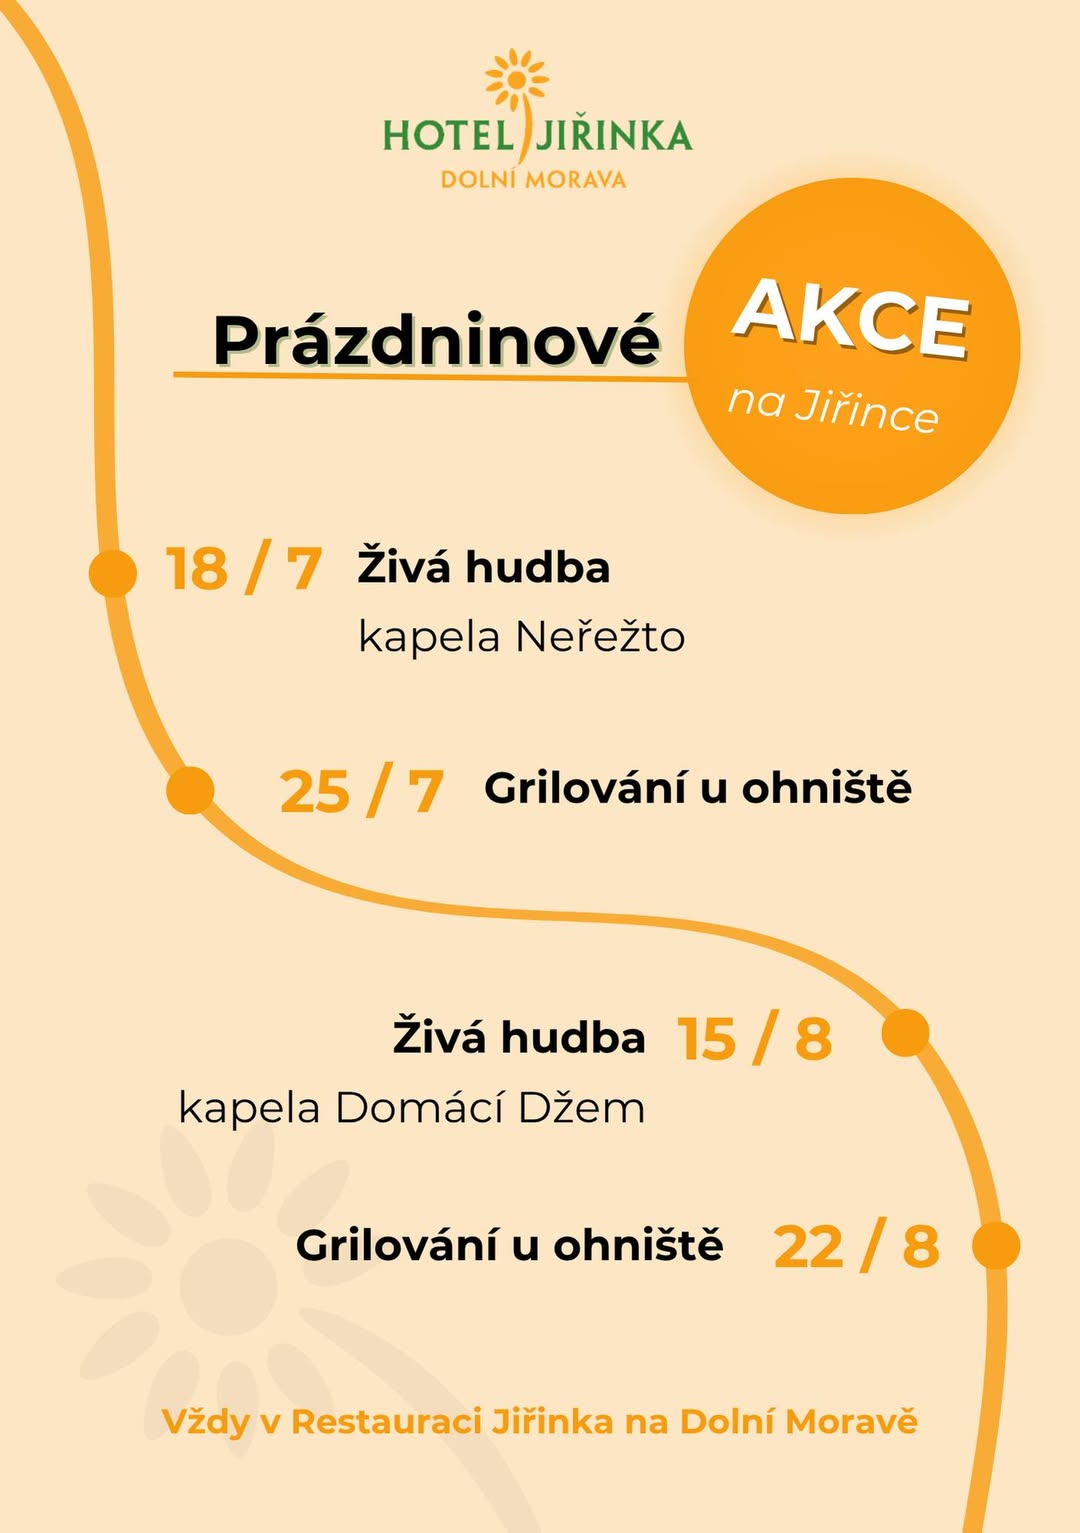 HOTEL JIŘINKA
DOLNÍ MORAVA
Prázdninové
AKCE
na Jiřince
18 / 7 Živá hudba
kapela Neřežto
25 / 7 Grilování u ohniště
Živá hudba 15 / 8
kapela Domácí Džem
Grilování u ohniště 22 / 8
Vždy v Restauraci Jiřinka na Dolní Moravě